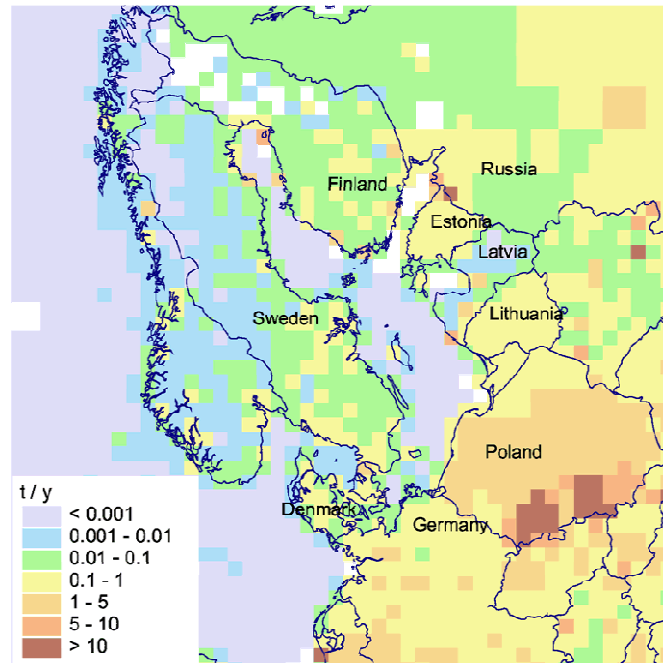 Russia
Finland
Estonia
Latvia
Sweden
Lithuania
Poland
Denmark
Germany
t / y
< 0.001
0.001 - 0.01
0.01 - 0.1
0.1 - 1
1 - 5
5 - 10
> 10